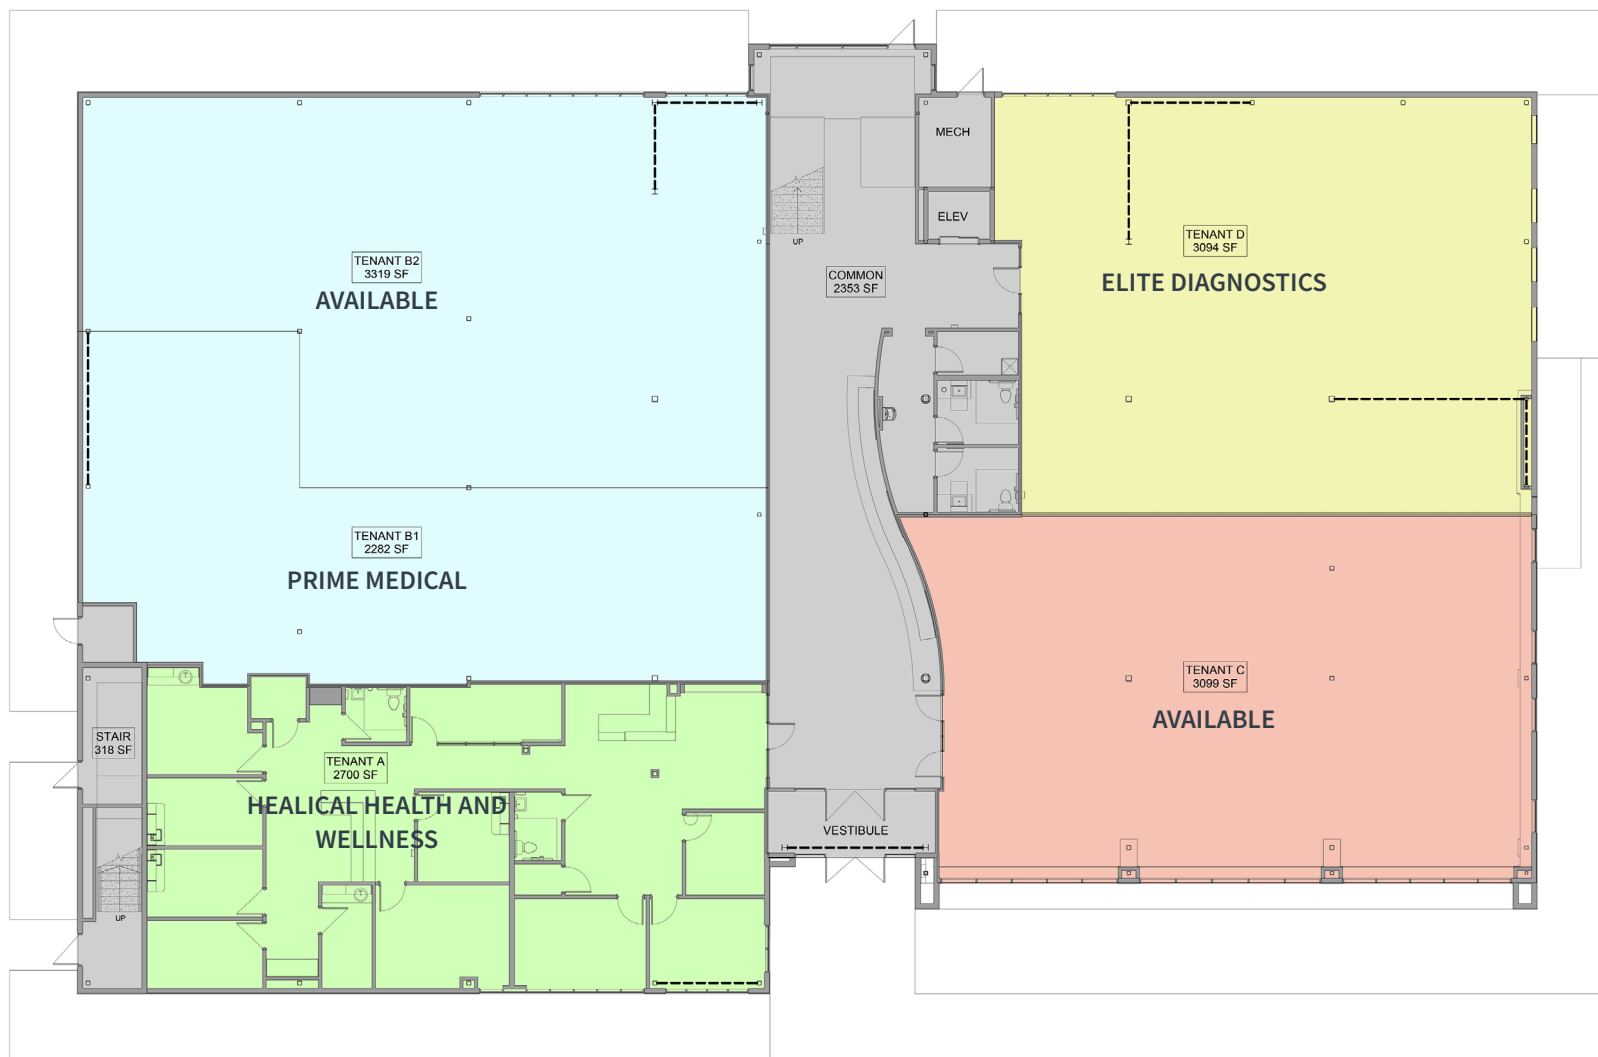 MECH
ELEV
UP
TENANT B2
3319 SF
AVAILABLE
COMMON
2353 SF
TENANT D
3094 SF
ELITE DIAGNOSTICS
TENANT B1
2282 SF
PRIME MEDICAL
TENANT C
3099 SF
AVAILABLE
STAIR
318 SF
TENANT A
2700 SF
HEALICAL HEALTH AND
WELLNESS
VESTIBULE
UP